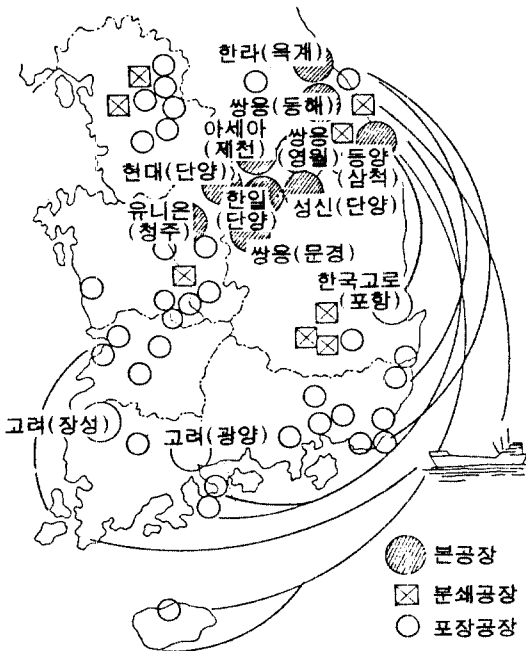 한라(옥계)
쌍용(동해)
아세아
(제천)
쌍용
(영월)
동양
(삼척)
현대(단양)
한일
(단양)
성신(단양)
유니온
(청주)
쌍용(문경)
한국고로
(포항)
고려(장성)
고려(광양)
본공장
분쇄공장
포장공장